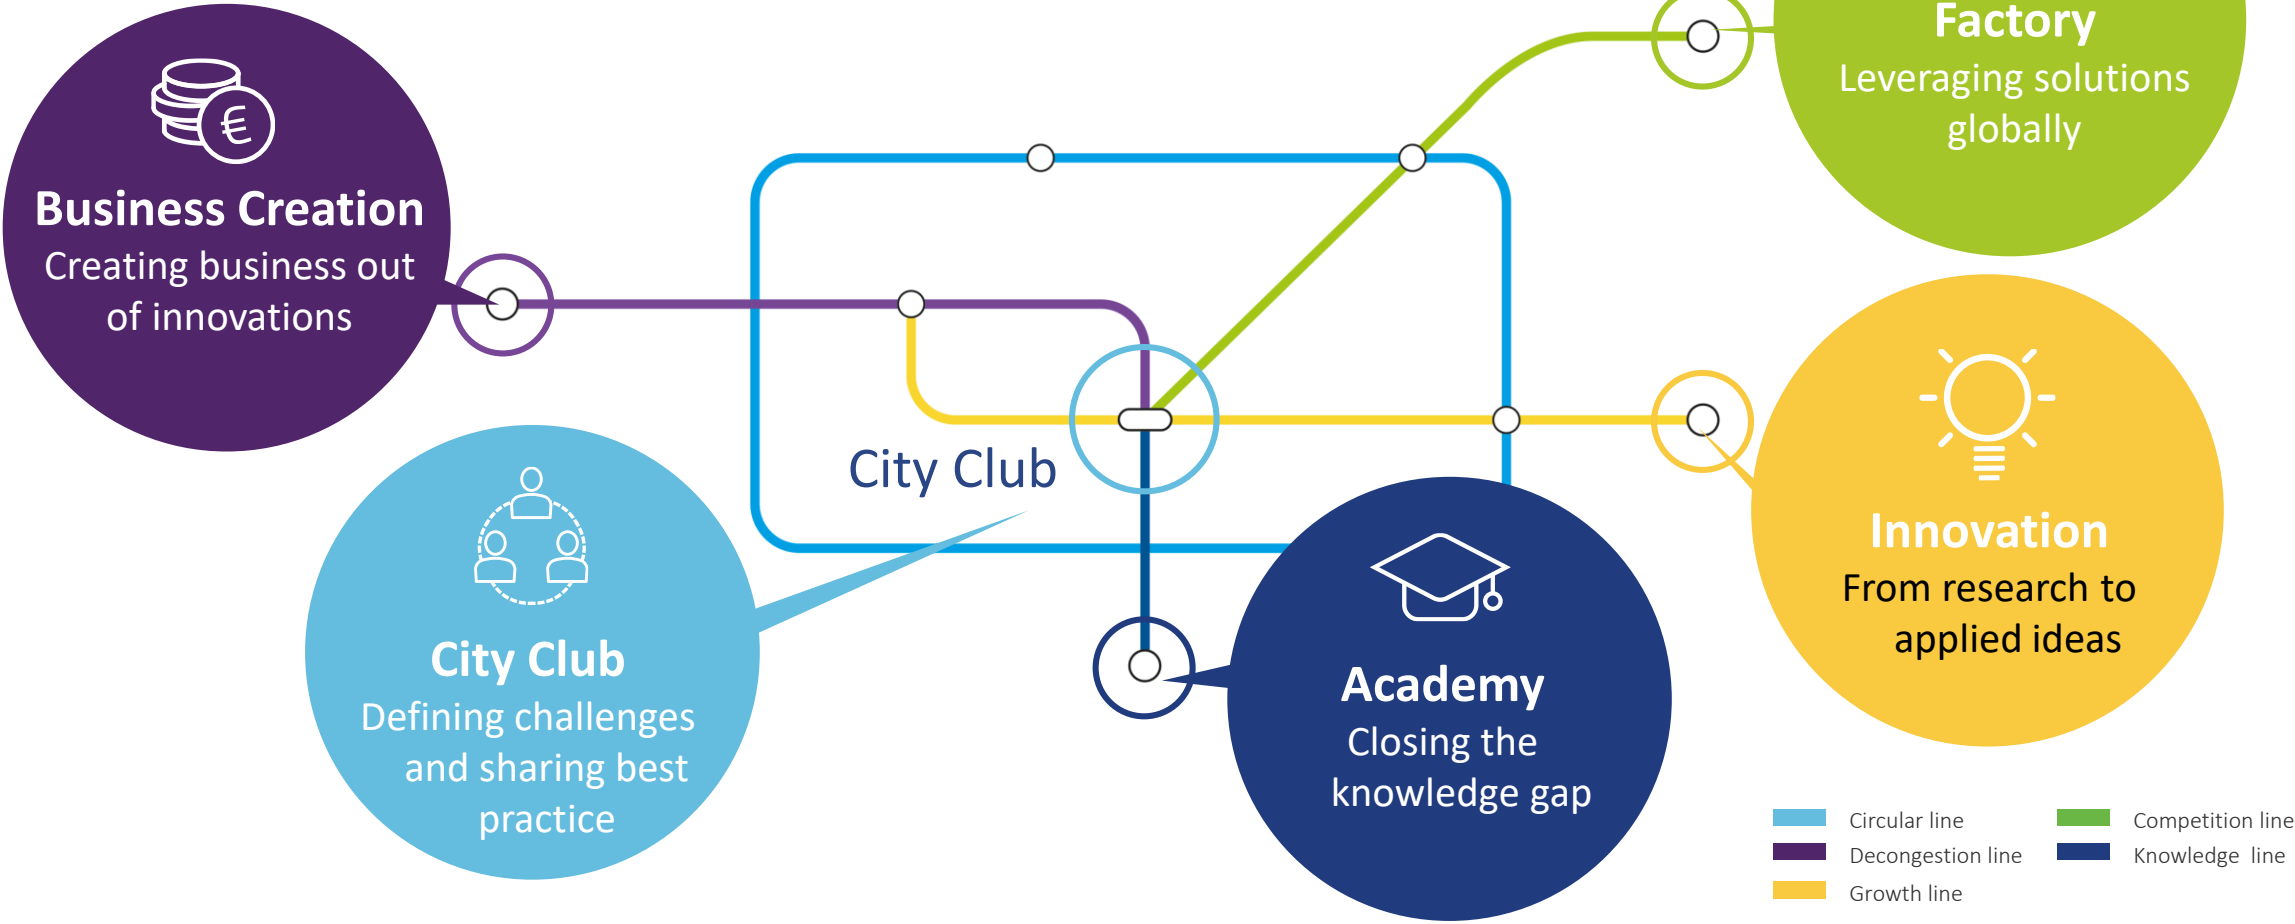 Factory
Leveraging solutions
globally
€
Business Creation
Creating business out
of innovations
City Club
City Club
Defining challenges
and sharing best
practice
Academy
Closing the
knowledge gap
Innovation
From research to
applied ideas
Circular line
Competition line
Decongestion line
Knowledge line
Growth line